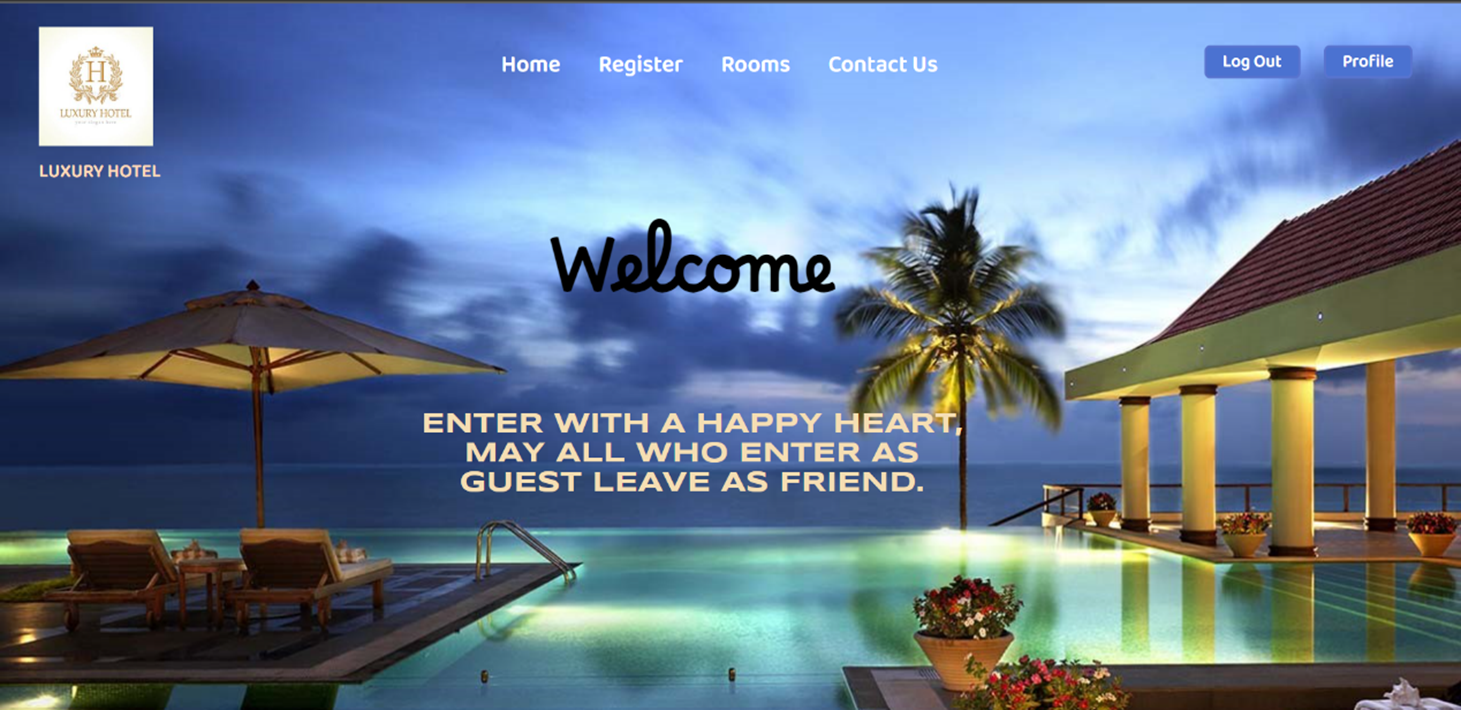 H
LUXURY HOTEL
LUXURY HOTEL
Home Register Rooms Contact Us
Log Out Profile
Welcome
ENTER WITH A HAPPY HEART,
MAY ALL WHO ENTER AS
GUEST LEAVE AS FRIEND.